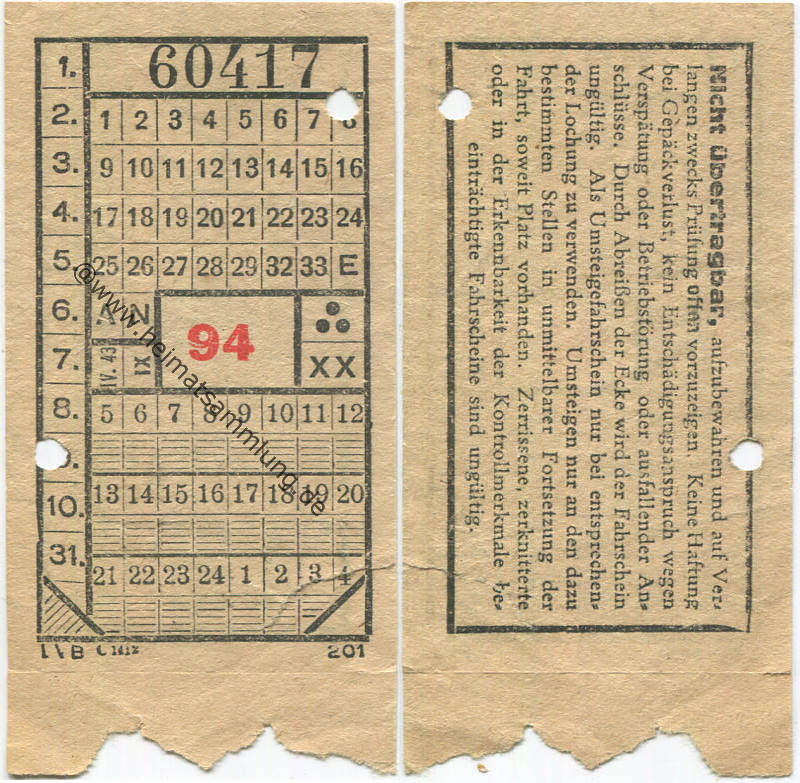 1. 60417
2. 1 2 3 4 5 6 7
3. 9 10 11 12 13 14 15 16
4. 17 18 19 20 21 22 23 24
5. 25 26 27 28 29 32 33 E
6. K Z
94
7. IV. 43 XI XX
8. 5 6 7 8 9 10 11 12
10. 13 14 15 16 17 18 19 20
31. 21 22 23 24 1 2 3 4
201
@www.heimatsammlung.de
Nicht übertragbar, aufzubewahren und auf Ver-
langen zwecks Prüfung offen vorzuzeigen. Keine Haftung
bei Gepäckverlust, kein Entschädigungsanspruch wegen
Verspätung oder Betriebstörung oder ausfallender An-
schlüsse. Durch Abreißen der Ecke wird der Fahrschein
ungültig. Als Umsteigefahrschein nur bei entsprechen-
der Lochung zu verwenden. Umsteigen nur an den dazu
bestimmten Stellen in unmittelbarer Fortsetzung der
Fahrt, soweit Platz vorhanden. Zerrissene, zerknitterte
oder in der Erkennbarkeit der Kontrollmerkmale be-
einträchtigte Fahrscheine sind ungültig.